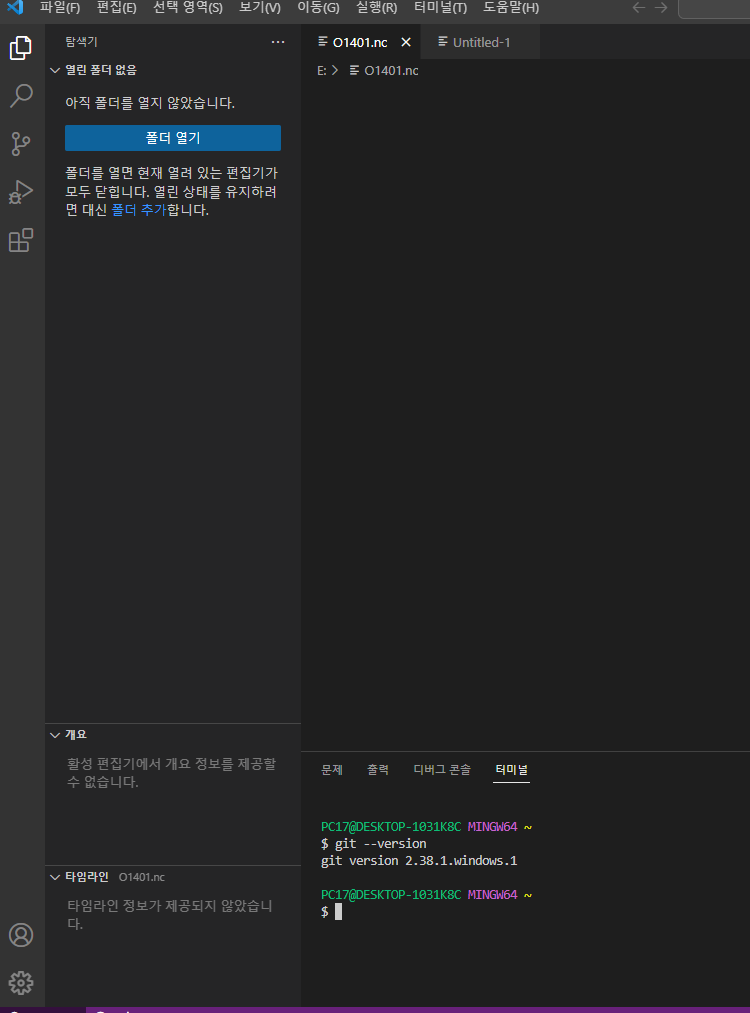 파일(F) 편집(E) 선택 영역(S) 보기(V) 이동(G) 실행(R) 터미널(T) 도움말(H)
탐색기
열린 폴더 없음
아직 폴더를 열지 않았습니다.
폴더 열기
폴더를 열면 현재 열려 있는 편집기가
모두 닫힙니다. 열린 상태를 유지하려
면 대신 폴더 추가합니다.
개요
활성 편집기에서 개요 정보를 제공할
수 없습니다.
타임라인 O1401.nc
타임라인 정보가 제공되지 않았습니
다.
O1401.nc Untitled-1
E: > O1401.nc
문제 출력 디버그 콘솔 터미널
PC17@DESKTOP-1031K8C MINGW64 ~
$ git --version
git version 2.38.1.windows.1
PC17@DESKTOP-1031K8C MINGW64 ~
$